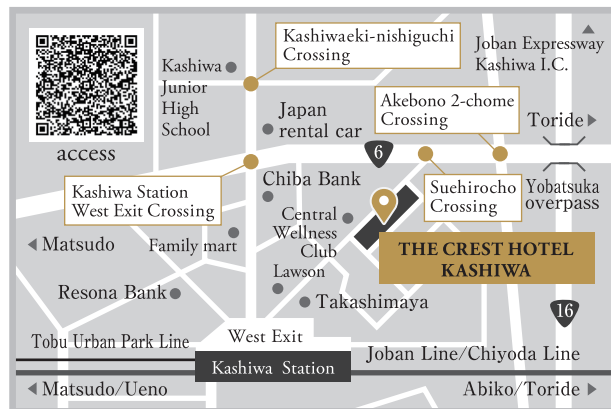 Kashiwaeki-nishiguchi
Crossing
Joban Expressway
Kashiwa I.C.
Kashiwa
Junior
High
School
Japan
rental car
Akebono 2-chome
Crossing
Toride
access
6
Kashiwa Station
West Exit Crossing
Chiba Bank
Suehirocho
Crossing
Yobatsuka
overpass
Central
Wellness
Club
Matsudo
Family mart
THE CREST HOTEL
KASHIWA
Lawson
Resona Bank
Takashimaya
16
Tobu Urban Park Line
West Exit
Joban Line/Chiyoda Line
Kashiwa Station
Matsudo/Ueno
Abiko/Toride